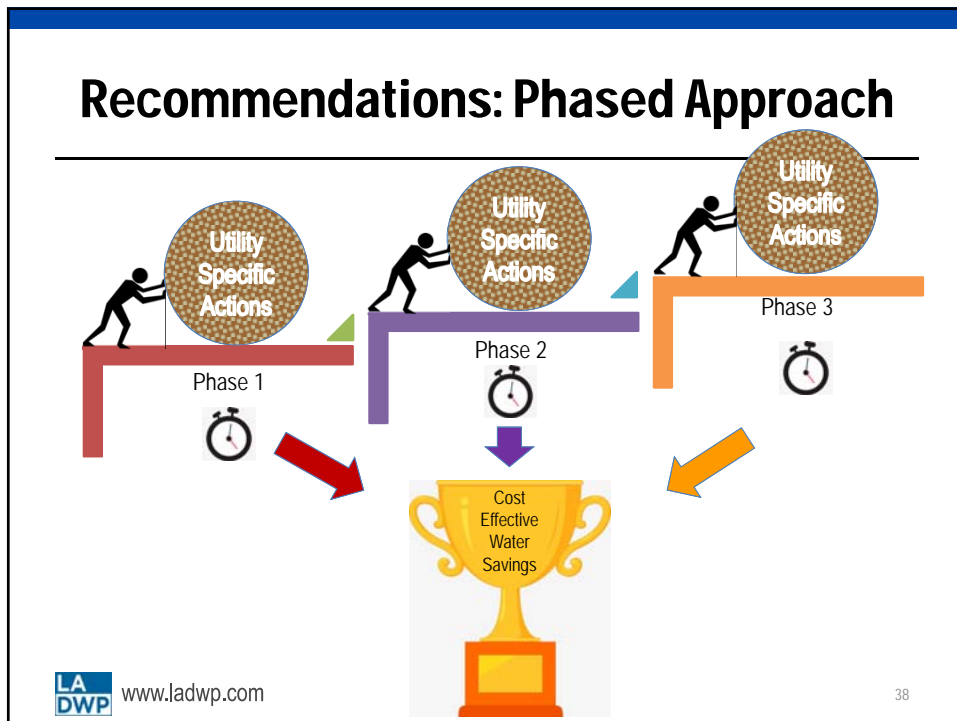 Recommendations: Phased Approach
Utility
Specific
Actions
Phase 1
Utility
Specific
Actions
Phase 2
Utility
Specific
Actions
Phase 3
Cost
Effective
Water
Savings
LA
DWP
www.ladwp.com
38